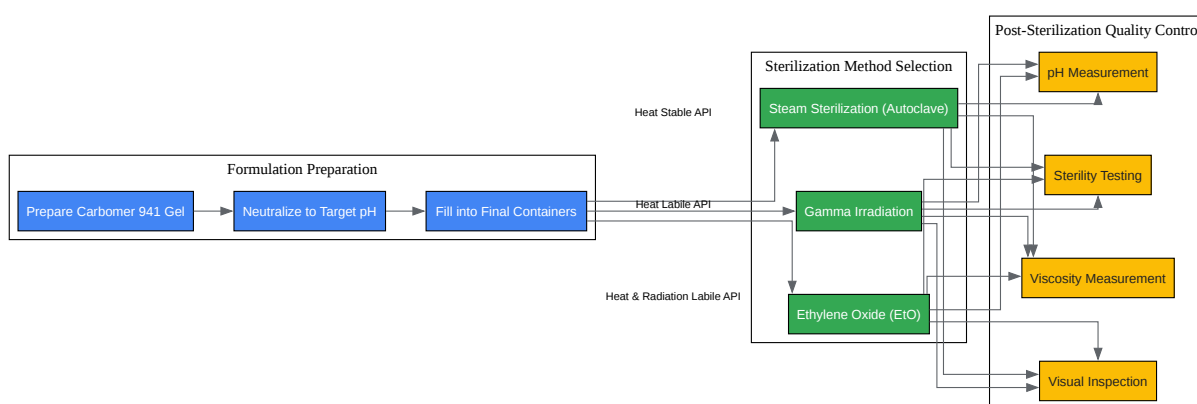 Formulation Preparation
Prepare Carbomer 941 Gel
Neutralize to Target pH
Fill into Final Containers
Heat Stable API
Heat Labile API
Heat & Radiation Labile API
Sterilization Method Selection
Steam Sterilization (Autoclave)
Gamma Irradiation
Ethylene Oxide (EtO)
Post-Sterilization Quality Contro
pH Measurement
Sterility Testing
Viscosity Measurement
Visual Inspection